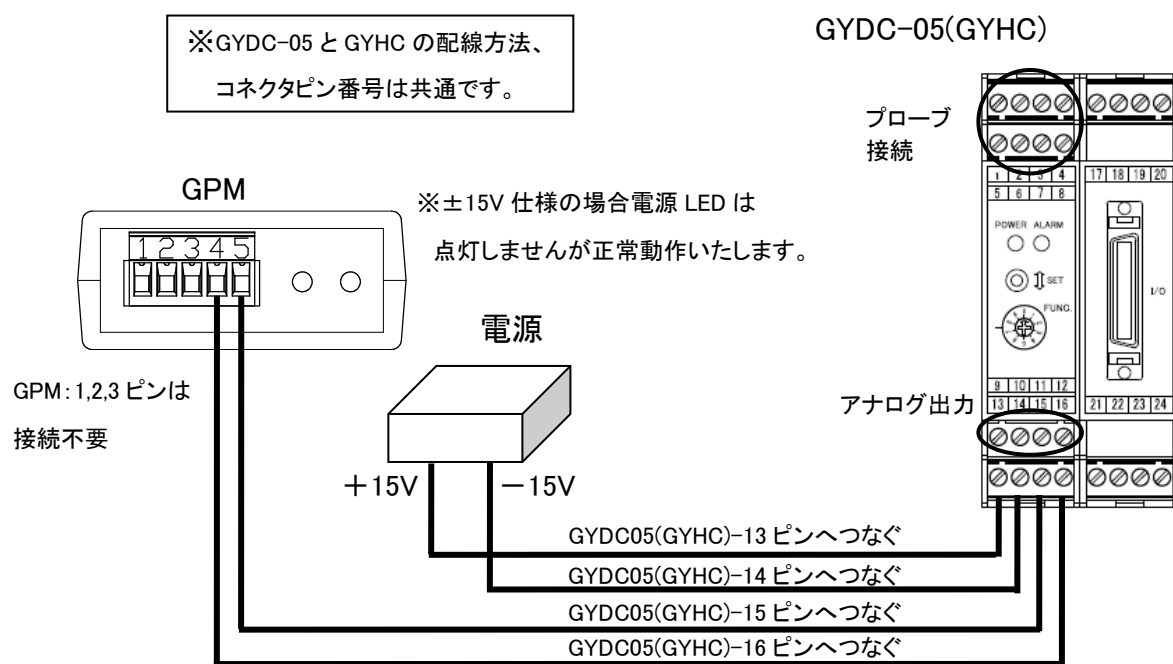 ※GYDC-05 と GYHC の配線方法、
コネクタピン番号は共通です。
GYDC-05(GYHC)
プローブ
接続
GPM
※±15V 仕様の場合電源 LED は
点灯しませんが正常動作いたします。
1 2 3 4 5
1 2 3 4
5 6 7 8
17 18 19 20
POWER ALARM
SET
FUNC.
I/O
電源
GPM:1,2,3 ピンは
接続不要
9 10 11 12
13 14 15 16
21 22 23 24
アナログ出力
+15V
-15V
GYDC05(GYHC)-13 ピンへつなぐ
GYDC05(GYHC)-14 ピンへつなぐ
GYDC05(GYHC)-15 ピンへつなぐ
GYDC05(GYHC)-16 ピンへつなぐ